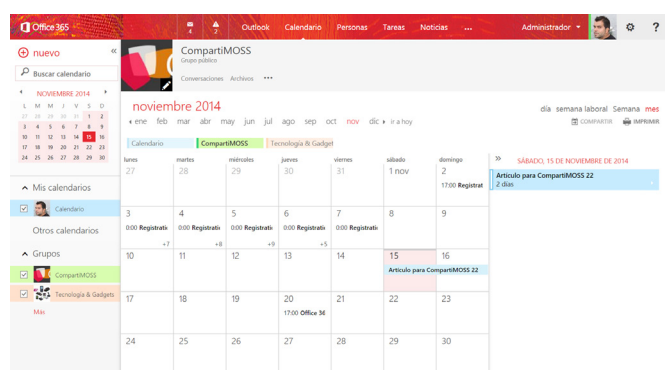 Office 365
4
2
Outlook Calendario Personas Tareas Noticias ...
Administrador
?
nuevo «
Buscar calendario
NOVIEMBRE 2014
L M M J V S D
27 28 29 30 31 1 2
3 4 5 6 7 8 9
10 11 12 13 14 15 16
17 18 19 20 21 22 23
24 25 26 27 28 29 30
Mis calendarios
Calendario
Otros calendarios
Grupos
CompartiMOSS
Tecnología & Gadgets
Más
CompartiMOSS
Grupo público
Conversaciones Archivos •••
noviembre 2014
ene feb mar abr may jun jul ago sep oct nov dic ir a hoy
día semana laboral Semana mes
COMPARTIR IMPRIMIR
Calendario CompartiMOSS Tecnología & Gadget
lunes martes miércoles jueves viernes sábado domingo
27 28 29 30 31 1 nov 2
17:00 Registrat
3 4 5 6 7 8 9
0:00 Registratic 0:00 Registratic 0:00 Registratic 0:00 Registratic 0:00 Registratic
+7 +8 +9 +5
10 11 12 13 14 15 16
Artículo para CompartiMOSS 22
17 18 19 20 21 22 23
17:00 Office 36
24 25 26 27 28 29 30
» SÁBADO, 15 DE NOVIEMBRE DE 2014
Artículo para CompartiMOSS 22
2 días